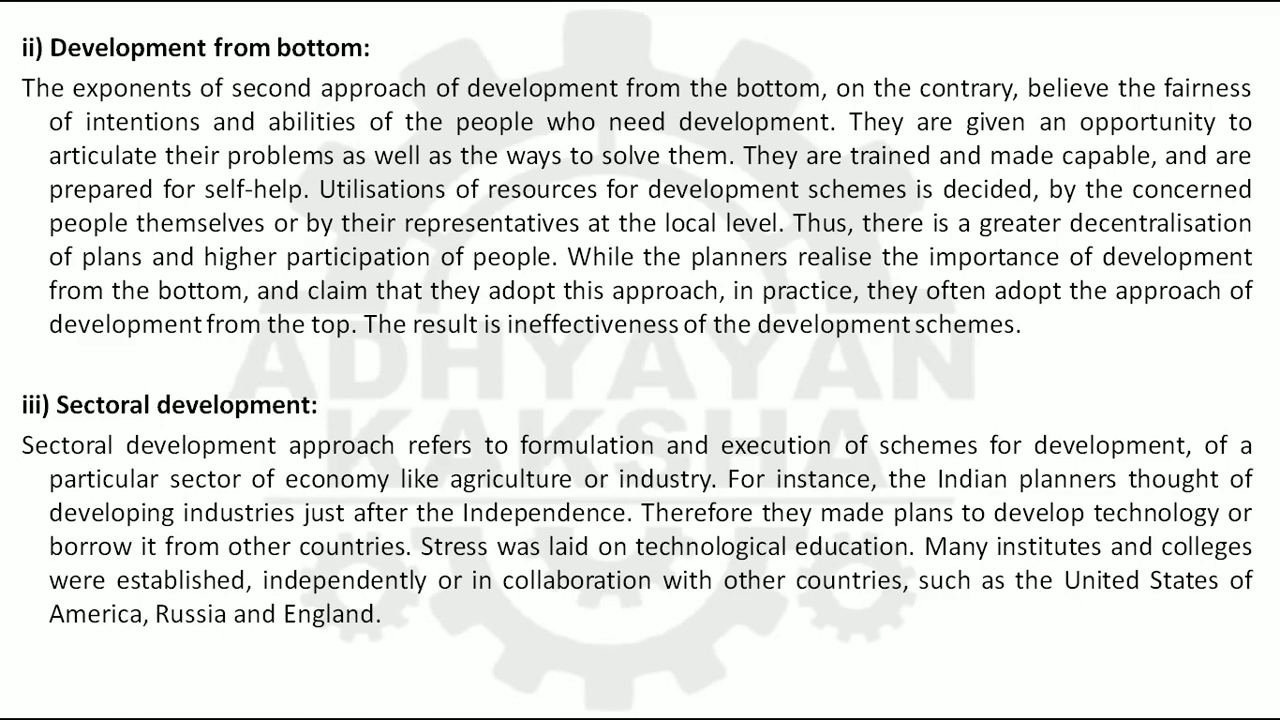 ii) Development from bottom:
The exponents of second approach of development from the bottom, on the contrary, believe the fairness
of intentions and abilities of the people who need development. They are given an opportunity to
articulate their problems as well as the ways to solve them. They are trained and made capable, and are
prepared for self-help. Utilisations of resources for development schemes is decided, by the concerned
people themselves or by their representatives at the local level. Thus, there is a greater decentralisation
of plans and higher participation of people. While the planners realise the importance of development
from the bottom, and claim that they adopt this approach, in practice, they often adopt the approach of
development from the top. The result is ineffectiveness of the development schemes.
ADHYAYAN
KAKSHA
iii) Sectoral development:
Sectoral development approach refers to formulation and execution of schemes for development, of a
particular sector of economy like agriculture or industry. For instance, the Indian planners thought of
developing industries just after the Independence. Therefore they made plans to develop technology or
borrow it from other countries. Stress was laid on technological education. Many institutes and colleges
were established, independently or in collaboration with other countries, such as the United States of
America, Russia and England.